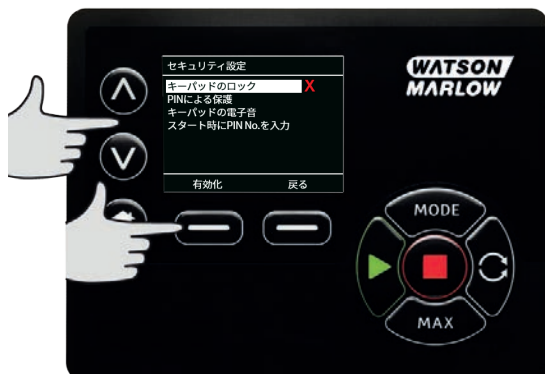 セキュリティ設定
キーパッドのロック X
PINによる保護
キーパッドの電子音
スタート時にPIN No.を入力
有効化 戻る
WATSON
MARLOW
MODE
MAX